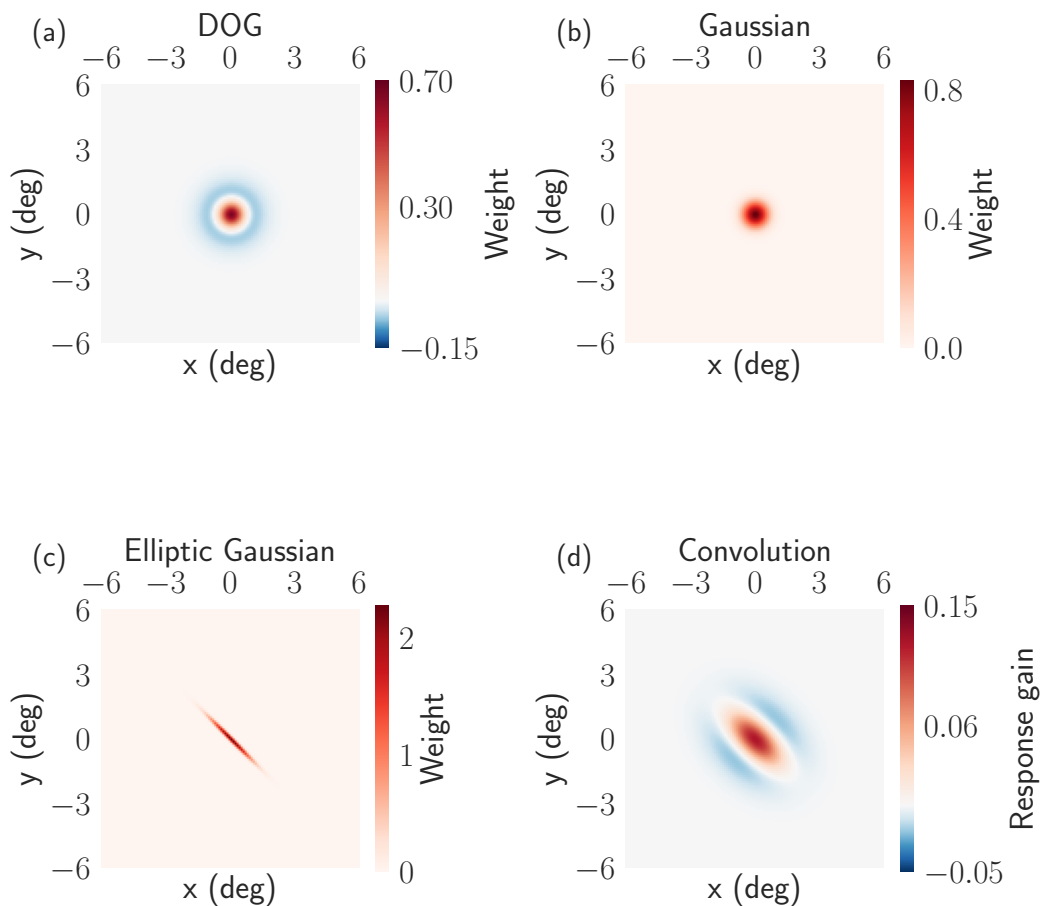 (a) DOG
−6 −3 0 3 6
6
3
0
−3
−6
y (deg)
x (deg)
0.70
0.30
−0.15
Weight
(b) Gaussian
−6 −3 0 3 6
6
3
0
−3
−6
y (deg)
x (deg)
0.8
0.4
0.0
Weight
(c) Elliptic Gaussian
−6 −3 0 3 6
6
3
0
−3
−6
y (deg)
x (deg)
2
1
0
Weight
(d) Convolution
−6 −3 0 3 6
6
3
0
−3
−6
y (deg)
x (deg)
0.15
0.06
−0.05
Response gain